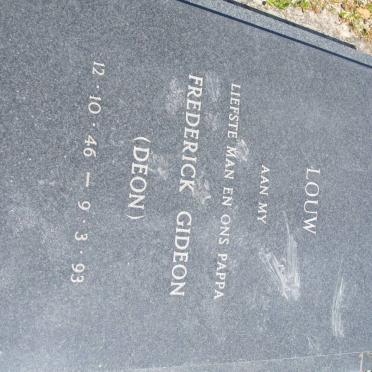 LOUW
AAN MY
LIEFSTE MAN EN ONS PAPPA
FREDERICK GIDEON
(DEON)
12 · 10 · 46 — 9 · 3 · 93